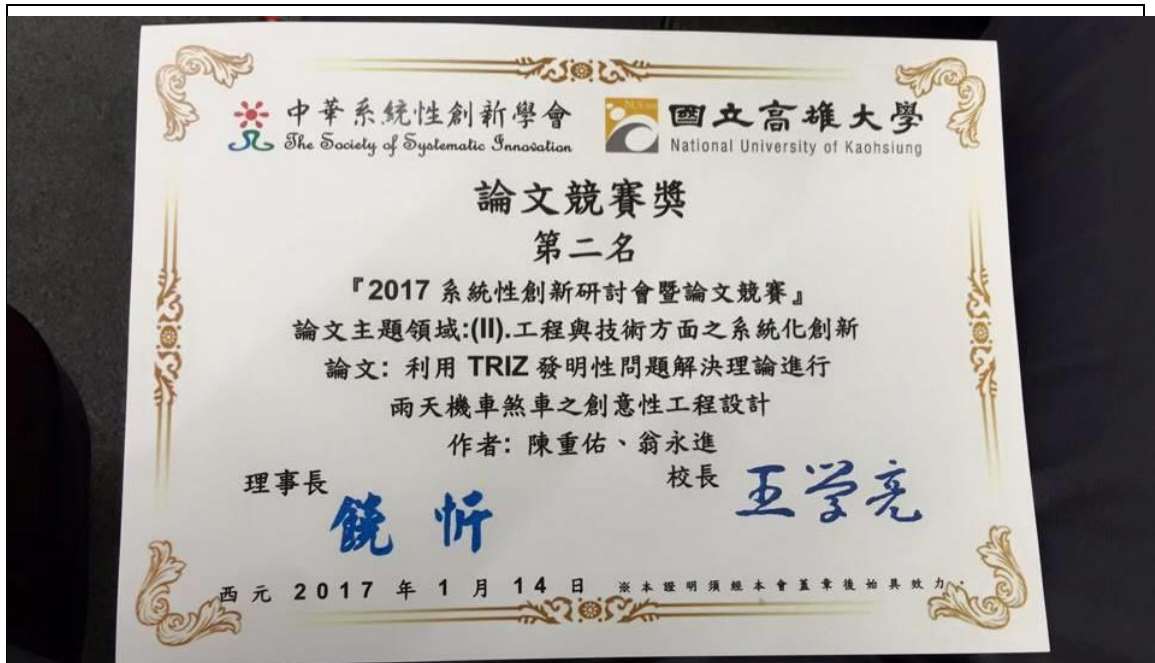 中華系統性創新學會
The Society of Systematic Innovation
NUK
國立高雄大學
National University of Kaohsiung
論文競賽獎
第二名
『2017 系統性創新研討會暨論文競賽』
論文主題領域:(II).工程與技術方面之系統化創新
論文: 利用 TRIZ 發明性問題解決理論進行
雨天機車煞車之創意性工程設計
作者: 陳重佑、翁永進
理事長
饒 忻
校長
王学亮
西元 2017 年 1 月 14 日 ※本證明須經本會蓋章後始具效力